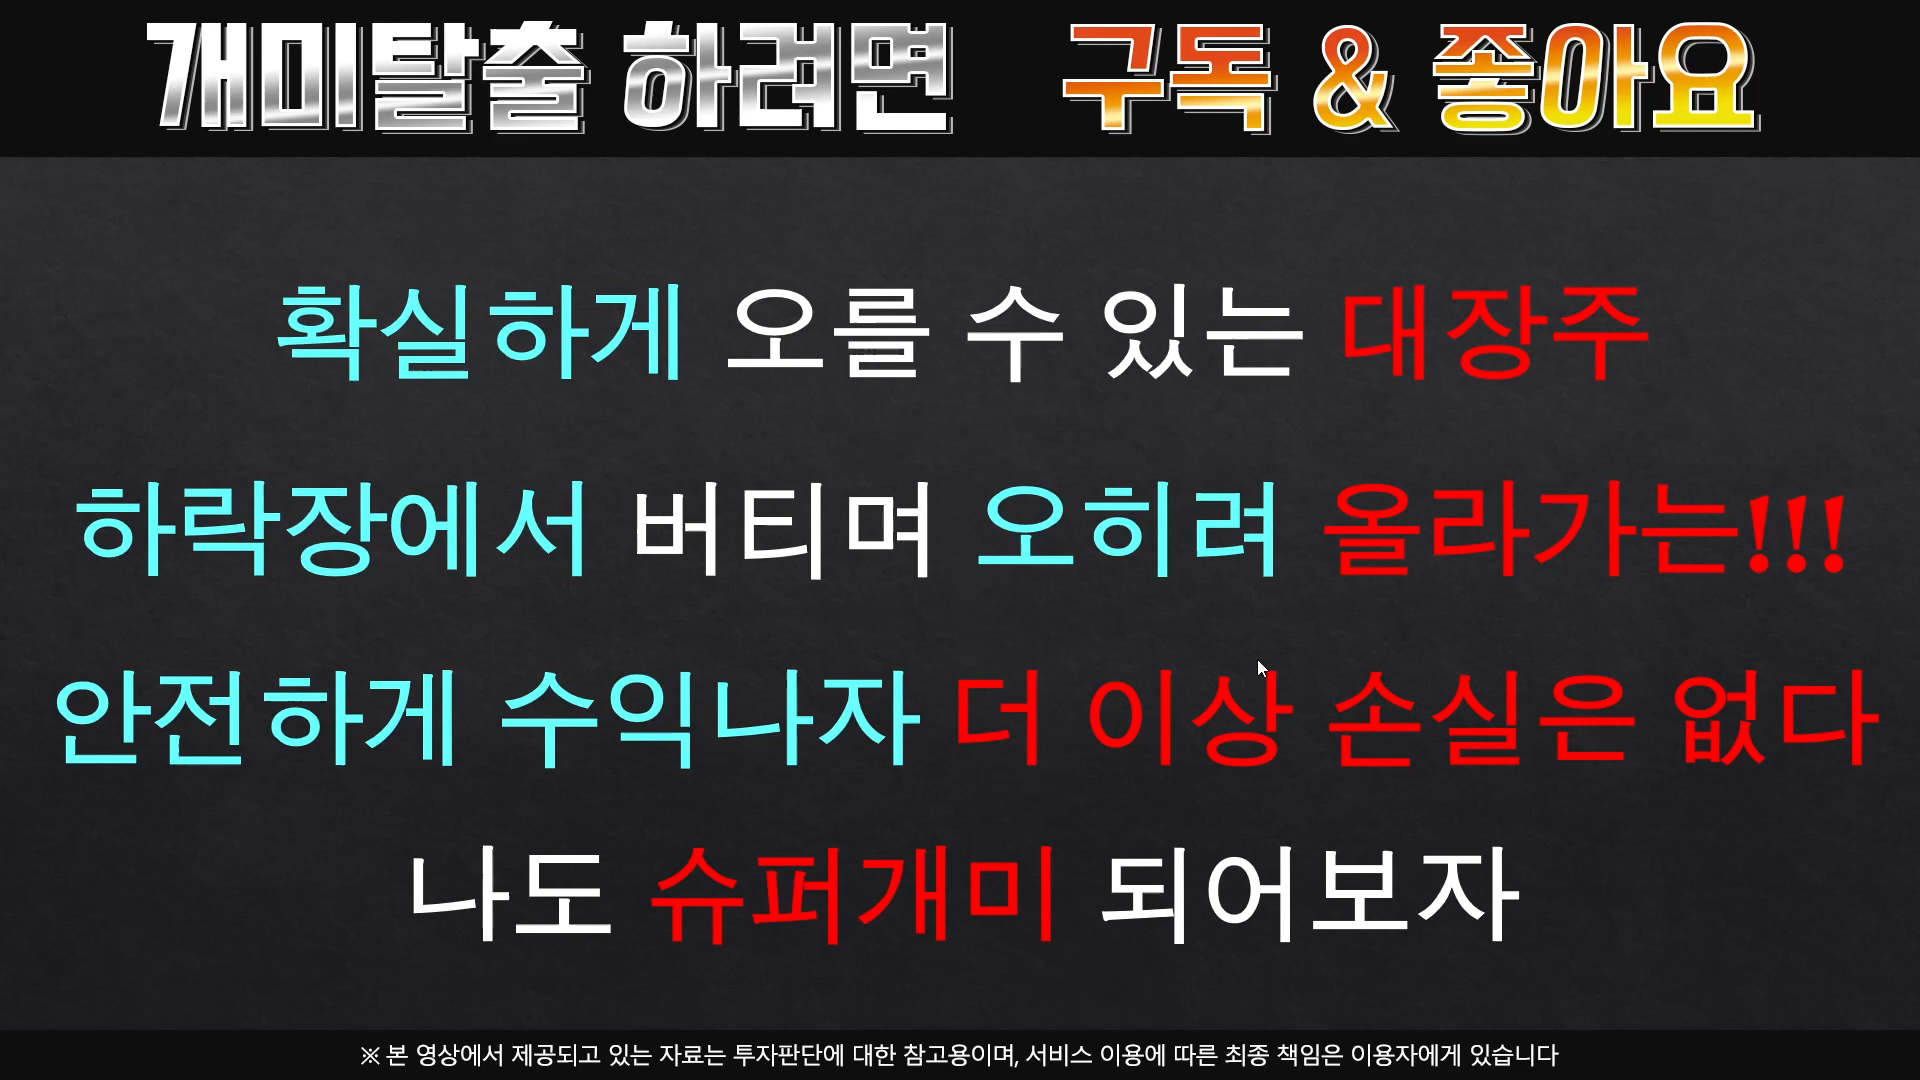 개미탈출 하려면 구독 & 좋아요
확실하게 오를 수 있는 대장주
하락장에서 버티며 오히려 올라가는!!!
안전하게 수익나자 더 이상 손실은 없다
나도 슈퍼개미 되어보자
※ 본 영상에서 제공되고 있는 자료는 투자판단에 대한 참고용이며, 서비스 이용에 따른 최종 책임은 이용자에게 있습니다